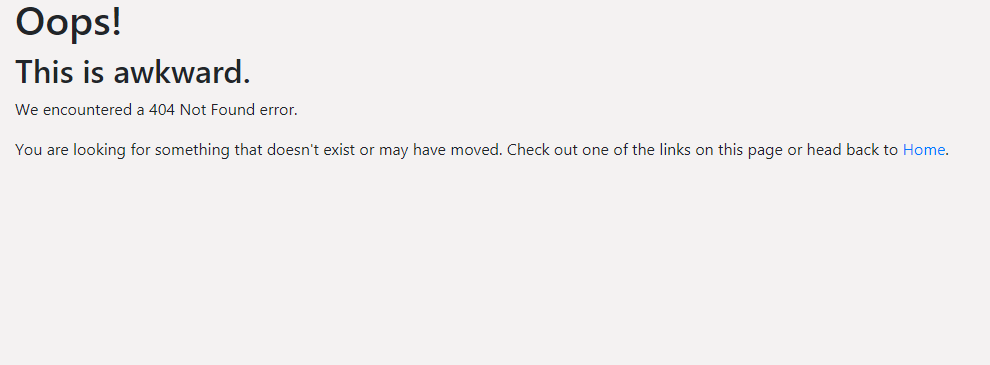 Oops!
This is awkward.
We encountered a 404 Not Found error.
You are looking for something that doesn't exist or may have moved. Check out one of the links on this page or head back to Home.